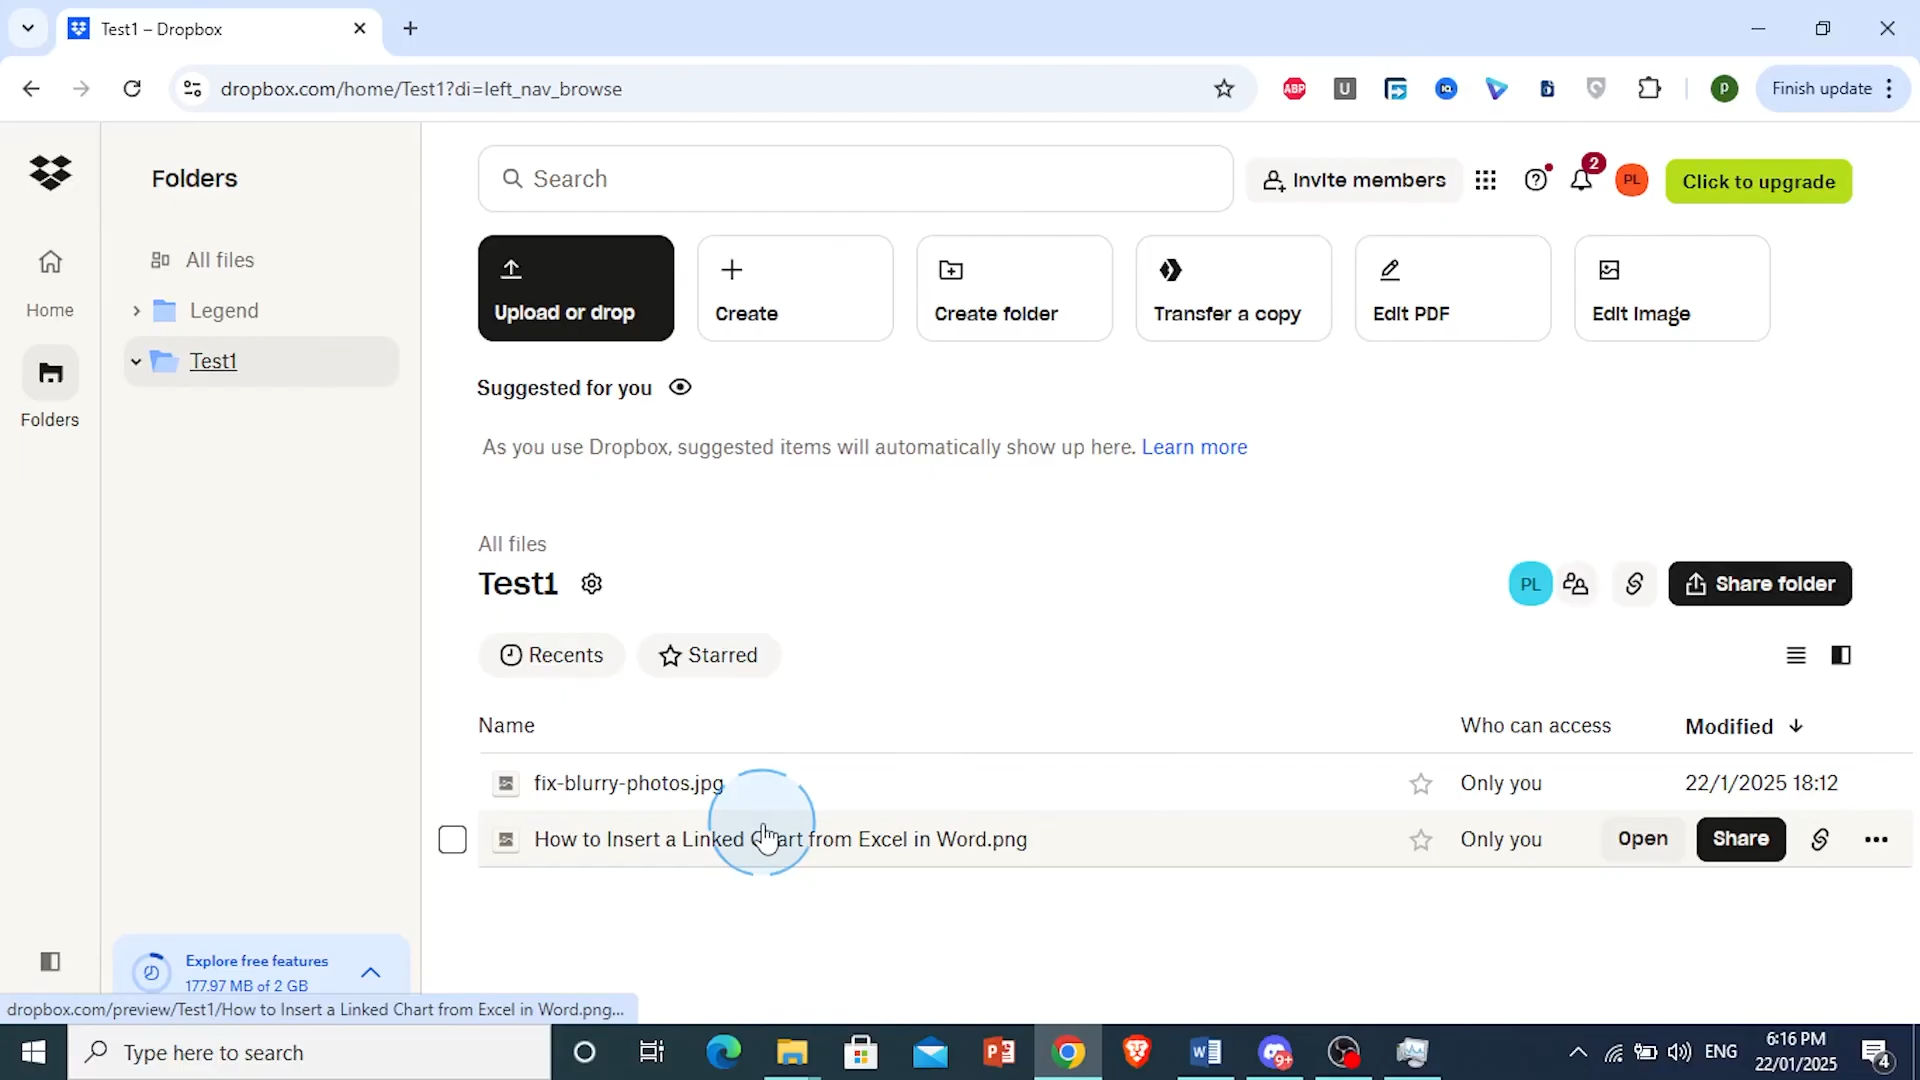 Test1 – Dropbox
dropbox.com/home/Test1?di=left_nav_browse
ABP
U
IQ
P
Finish update
Folders
Search
Invite members
2
PL
Click to upgrade
Home
Folders
All files
Legend
Test1
Upload or drop
Create
Create folder
Transfer a copy
Edit PDF
Edit Image
Suggested for you
As you use Dropbox, suggested items will automatically show up here. Learn more
All files
Test1
PL
Share folder
Recents
Starred
Name
Who can access
Modified
fix-blurry-photos.jpg
Only you
22/1/2025 18:12
How to Insert a Linked Chart from Excel in Word.png
Only you
Open
Share
Explore free features
177.97 MB of 2 GB
dropbox.com/preview/Test1/How to Insert a Linked Chart from Excel in Word.png...
Type here to search
9+
ENG
6:16 PM
22/01/2025
4